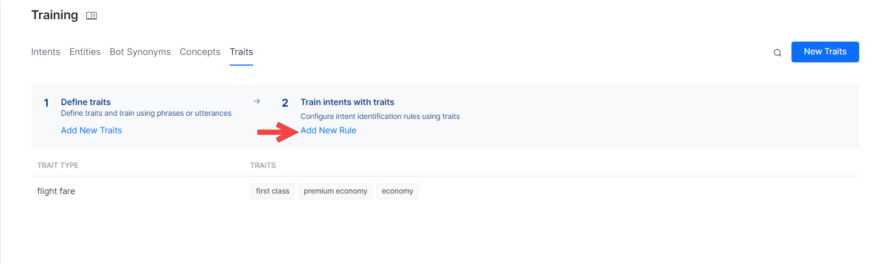 Training
Intents Entities Bot Synonyms Concepts Traits
New Traits
1 Define traits
Define traits and train using phrases or utterances
Add New Traits
→
2 Train intents with traits
Configure intent identification rules using traits
Add New Rule
TRAIT TYPE TRAITS
flight fare first class premium economy economy